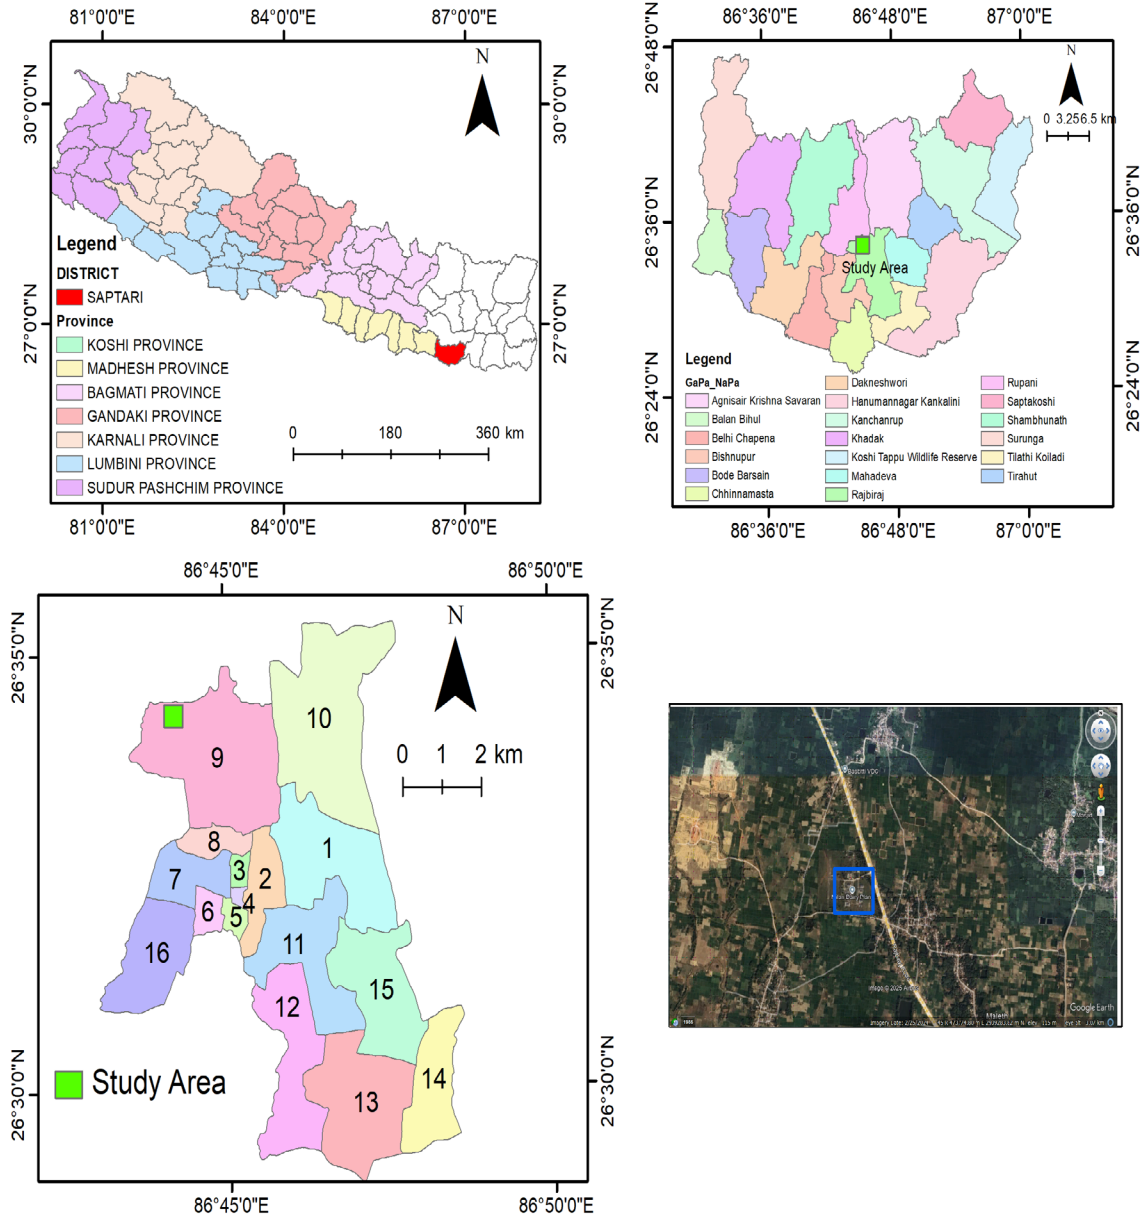 81°0'0"E
84°0'0"E
87°0'0"E
30°0'0"N
27°0'0"N
30°0'0"N
27°0'0"N
N
Legend
DISTRICT
SAPTARI
Province
KOSHI PROVINCE
MADHESH PROVINCE
BAGMATI PROVINCE
GANDAKI PROVINCE
KARNALI PROVINCE
LUMBINI PROVINCE
SUDUR PASHCHIM PROVINCE
0 180 360 km
81°0'0"E
84°0'0"E
87°0'0"E
86°36'0"E
86°48'0"E
87°0'0"E
26°48'0"N
26°36'0"N
26°24'0"N
26°36'0"N
26°24'0"N
N
0 3.256.5 km
Study Area
Legend
GaPa_NaPa
Agnisair Krishna Savaran
Balan Bihul
Belhi Chapena
Bishnupur
Bode Barsain
Chhinnamasta
Dakneshwori
Hanumannagar Kankalini
Kanchanrup
Khadak
Koshi Tappu Wildlife Reserve
Mahadeva
Rajbiraj
Rupani
Saptakoshi
Shambhunath
Surunga
Tilathi Koiladi
Tirahut
86°36'0"E
86°48'0"E
87°0'0"E
86°45'0"E
86°50'0"E
26°35'0"N
26°30'0"N
26°35'0"N
26°30'0"N
N
0 1 2 km
10
9
8
1
3
2
7
4
6
5
11
16
15
12
14
13
Study Area
86°45'0"E
86°50'0"E
N
Google Earth